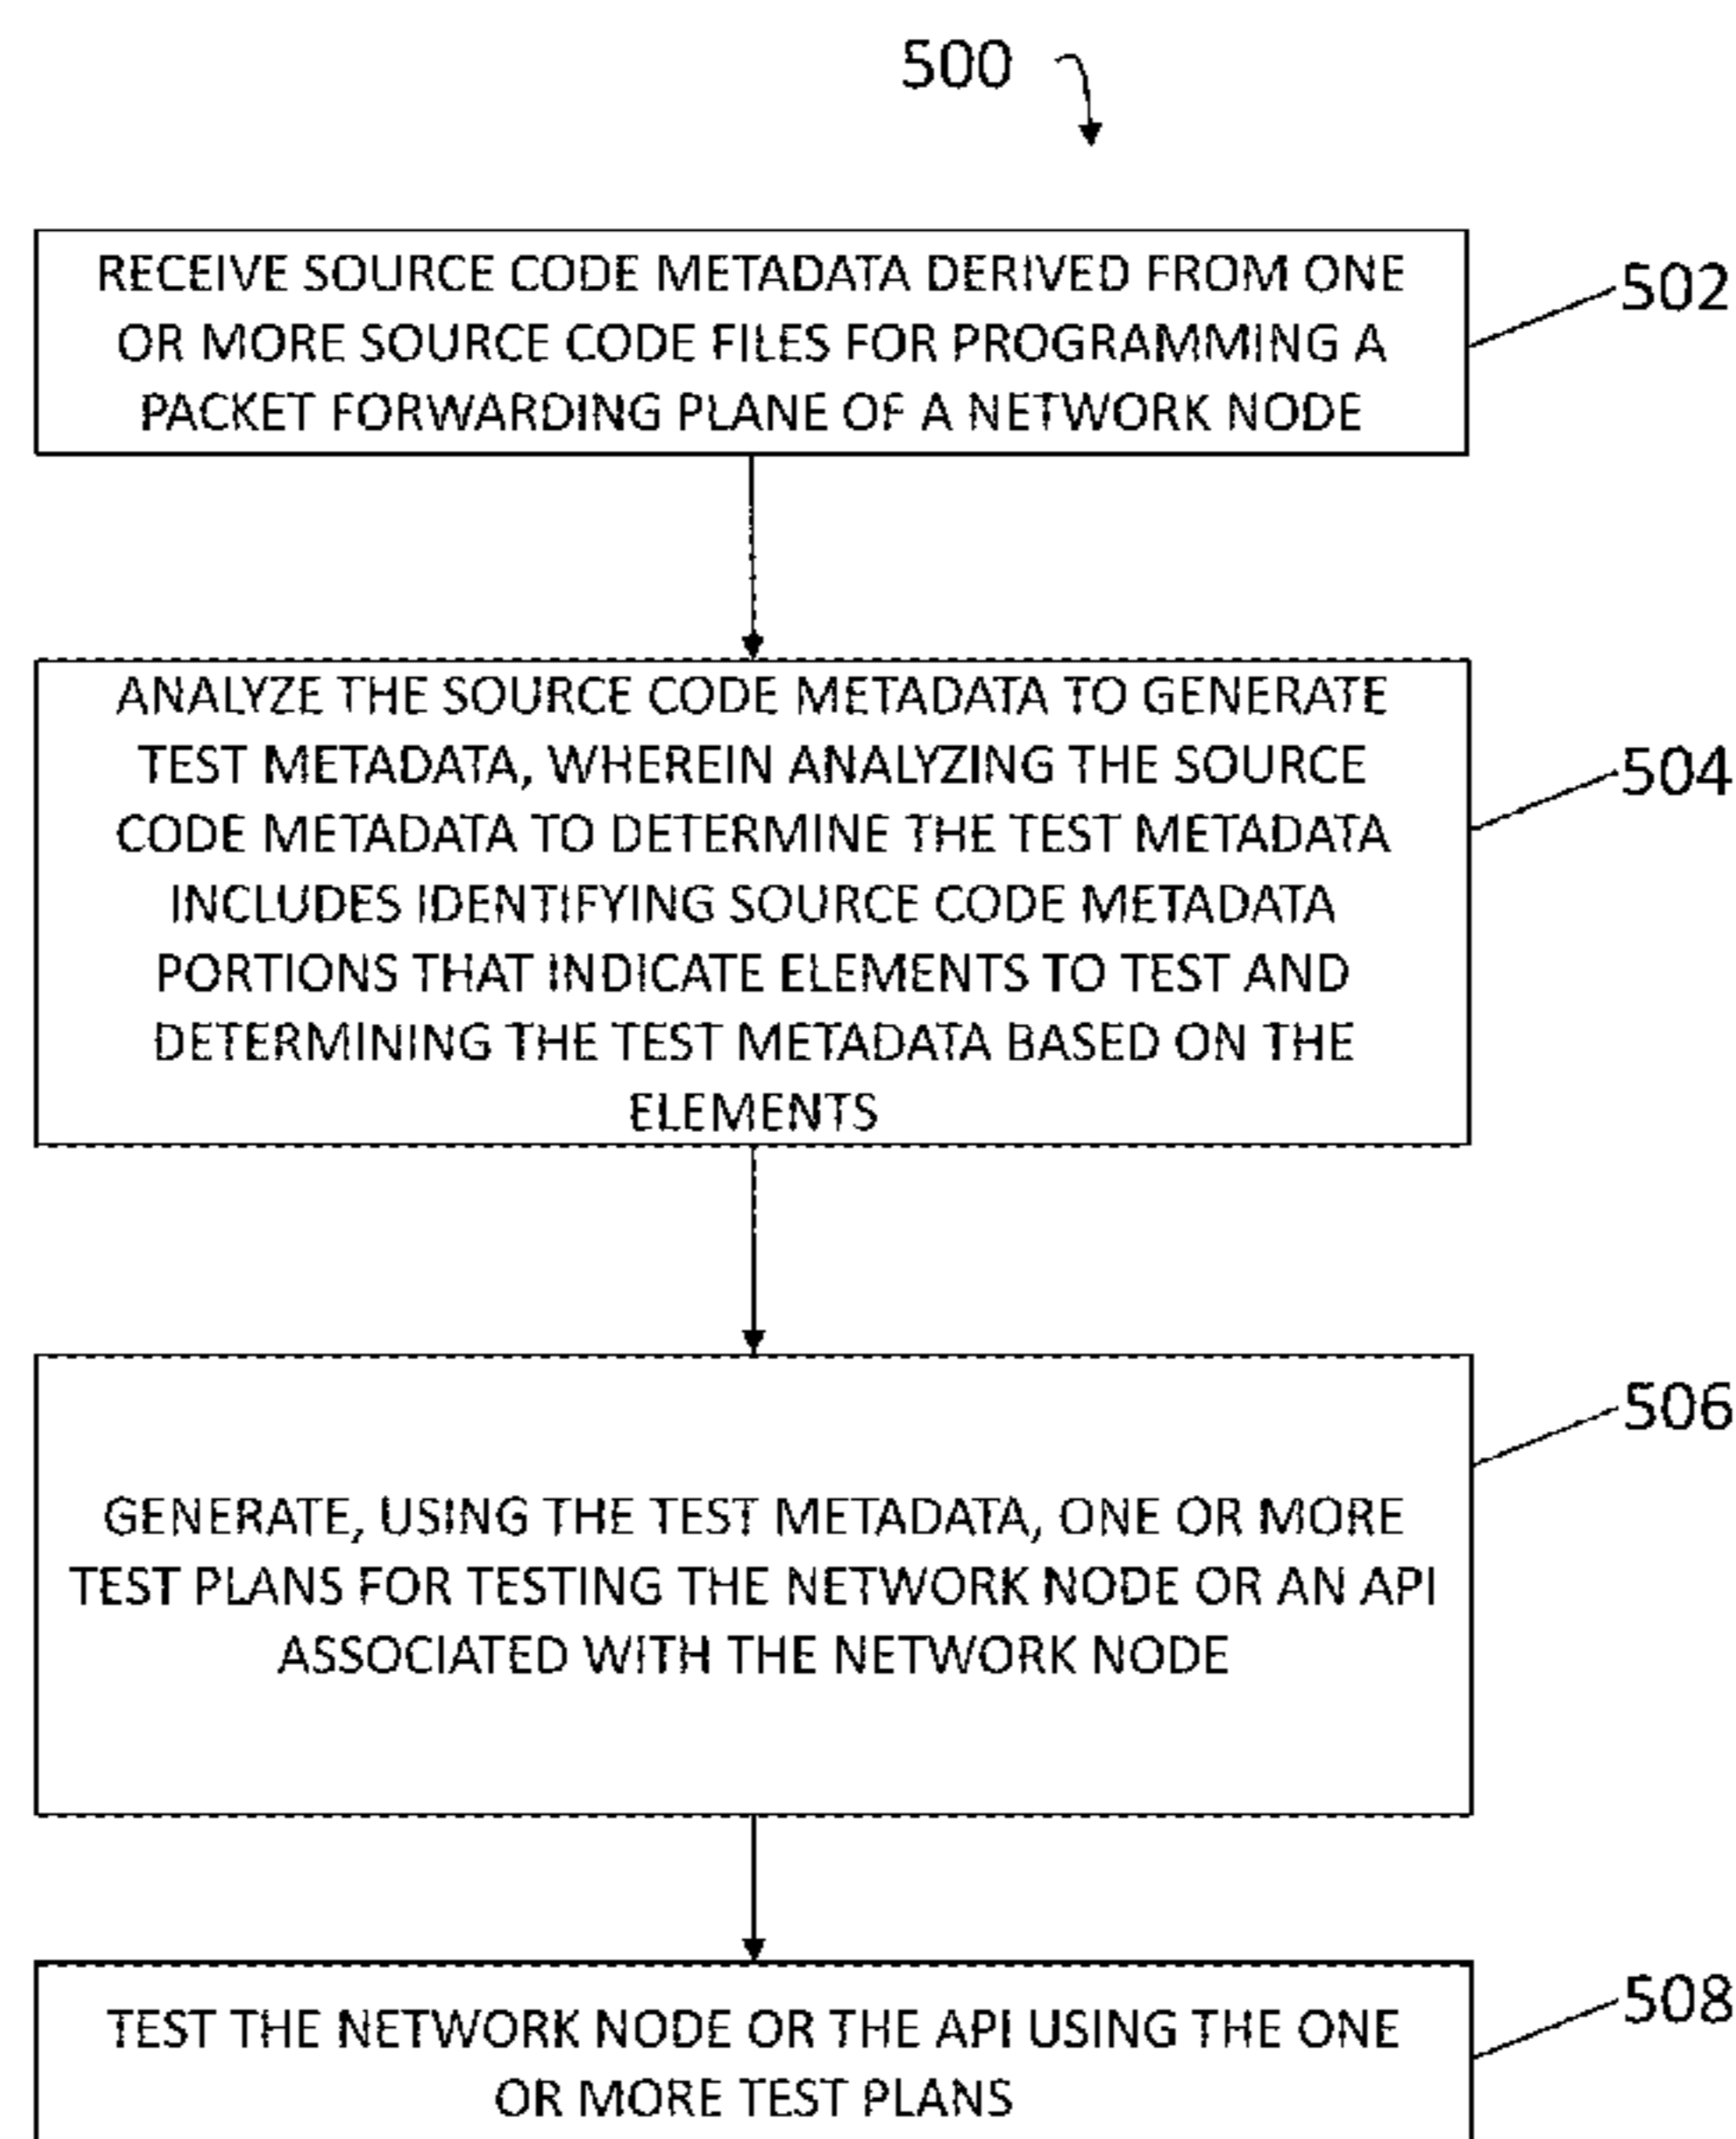 500
RECEIVE SOURCE CODE METADATA DERIVED FROM ONE
OR MORE SOURCE CODE FILES FOR PROGRAMMING A
PACKET FORWARDING PLANE OF A NETWORK NODE
502
ANALYZE THE SOURCE CODE METADATA TO GENERATE
TEST METADATA, WHEREIN ANALYZING THE SOURCE
CODE METADATA TO DETERMINE THE TEST METADATA
INCLUDES IDENTIFYING SOURCE CODE METADATA
PORTIONS THAT INDICATE ELEMENTS TO TEST AND
DETERMINING THE TEST METADATA BASED ON THE
ELEMENTS
504
GENERATE, USING THE TEST METADATA, ONE OR MORE
TEST PLANS FOR TESTING THE NETWORK NODE OR AN API
ASSOCIATED WITH THE NETWORK NODE
506
TEST THE NETWORK NODE OR THE API USING THE ONE
OR MORE TEST PLANS
508